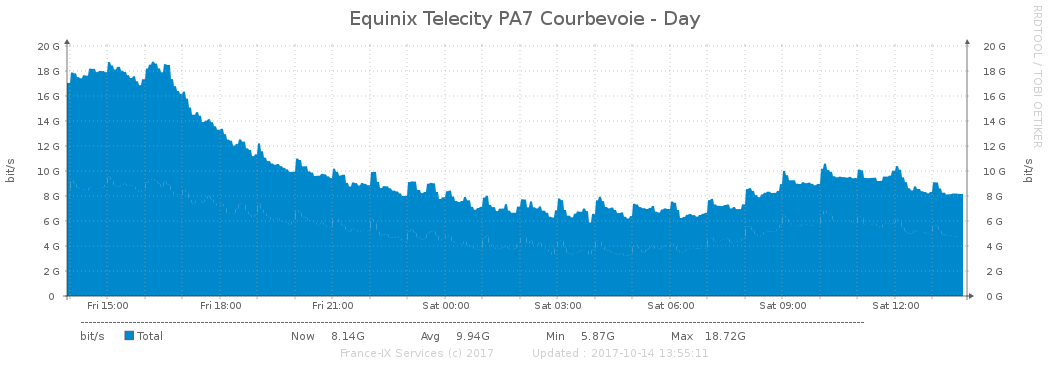 Equinix Telecity PA7 Courbevoie - Day
RRDTOOL / TOBI OETIKER
bit/s
bit/s
20 G 20 G
18 G 18 G
16 G 16 G
14 G 14 G
12 G 12 G
10 G 10 G
8 G 8 G
6 G 6 G
4 G 4 G
2 G 2 G
0 0 G
Fri 15:00 Fri 18:00 Fri 21:00 Sat 00:00 Sat 03:00 Sat 06:00 Sat 09:00 Sat 12:00
bit/s Total Now 8.14G Avg 9.94G Min 5.87G Max 18.72G
France-IX Services (c) 2017 Updated : 2017-10-14 13:55:11